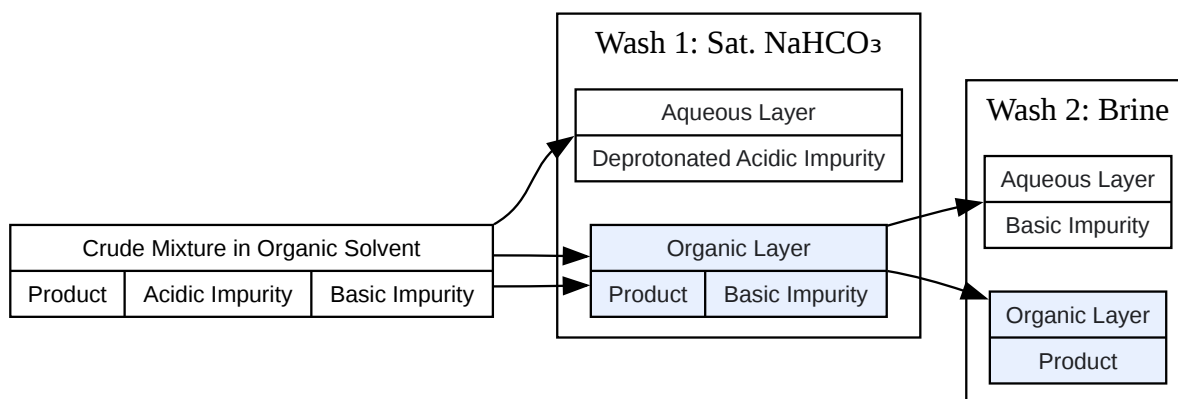 Wash 1: Sat. NaHCO₃
Aqueous Layer
Deprotonated Acidic Impurity
Crude Mixture in Organic Solvent
Product
Acidic Impurity
Basic Impurity
Organic Layer
Product
Basic Impurity
Wash 2: Brine
Aqueous Layer
Basic Impurity
Organic Layer
Product